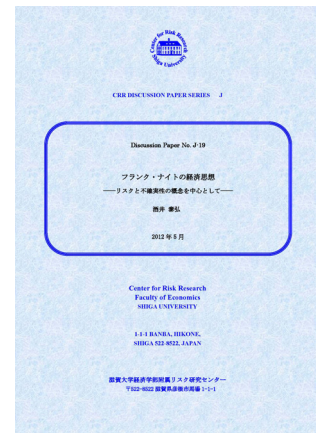 Center for Risk Research
Shiga University
CRR DISCUSSION PAPER SERIES J
Discussion Paper No. J-19
フランク・ナイトの経済思想
――リスクと不確実性の概念を中心として――
酒井 泰弘
2012 年 5 月
Center for Risk Research
Faculty of Economics
SHIGA UNIVERSITY
1-1-1 BANBA, HIKONE,
SHIGA 522-8522, JAPAN
滋賀大学経済学部附属リスク研究センター
〒522-8522 滋賀県彦根市馬場 1-1-1